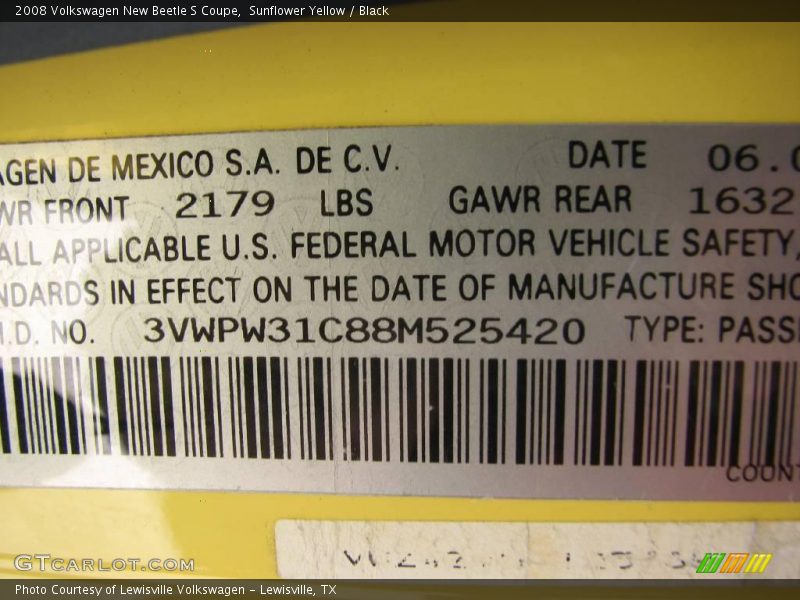 2008 Volkswagen New Beetle S Coupe,  Sunflower Yellow / Black
AGEN DE MEXICO S.A. DE C.V. DATE 06.0
WR FRONT 2179 LBS GAWR REAR 1632
ALL APPLICABLE U.S. FEDERAL MOTOR VEHICLE SAFETY,
NDARDS IN EFFECT ON THE DATE OF MANUFACTURE SHO
I.D. NO. 3VWPW31C88M525420 TYPE: PASS
COUNT
GTCARLOT.COM
Photo Courtesy of Lewisville Volkswagen – Lewisville, TX